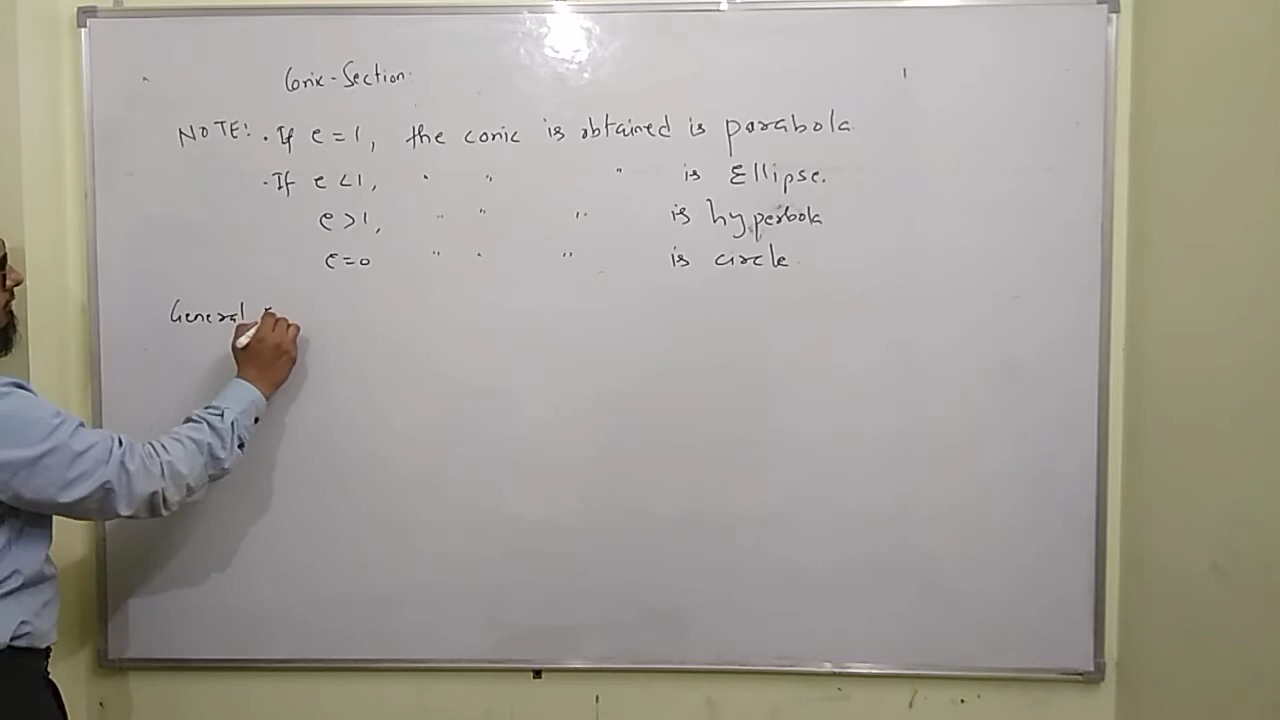 Conic-Section.
NOTE: . If e = 1, the conic is obtained is parabola.
. If e < 1, " " " is Ellipse.
e > 1, " " " is hyperbola
e = 0 " " " is circle.
General